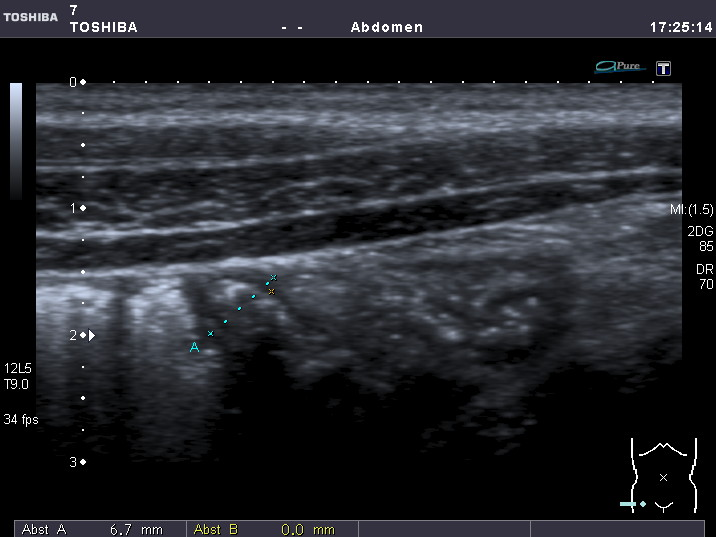 TOSHIBA 7
TOSHIBA - - Abdomen 17:25:14
aPure T
0
1
MI:(1.5)
2DG
85
DR
70
2
A
12L5
T9.0
34 fps
3
Abst A 6.7 mm Abst B 0.0 mm